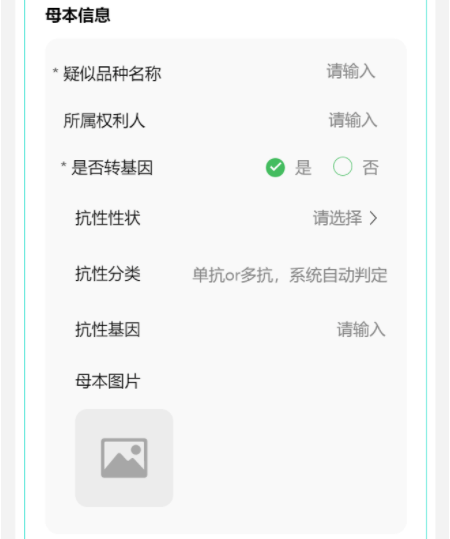 母本信息
* 疑似品种名称 请输入
所属权利人 请输入
* 是否转基因 是 否
抗性性状 请选择 >
抗性分类 单抗or多抗，系统自动判定
抗性基因 请输入
母本图片